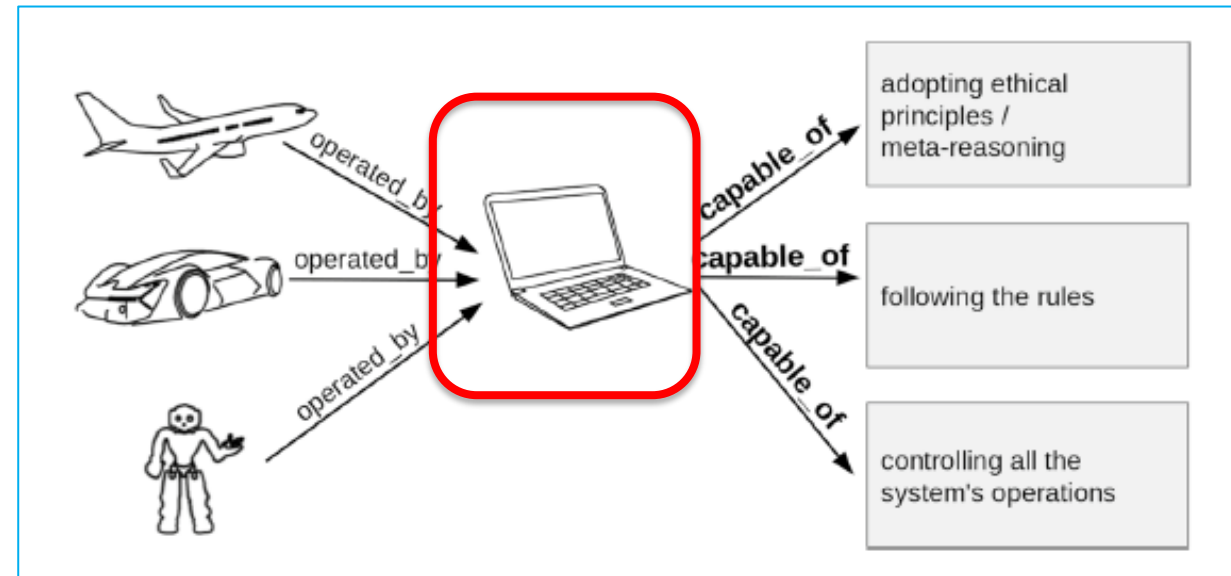 adopting ethical
principles /
meta-reasoning
operated_by
capable_of
operated_by
capable_of
following the rules
operated_by
capable_of
controlling all the
system's operations